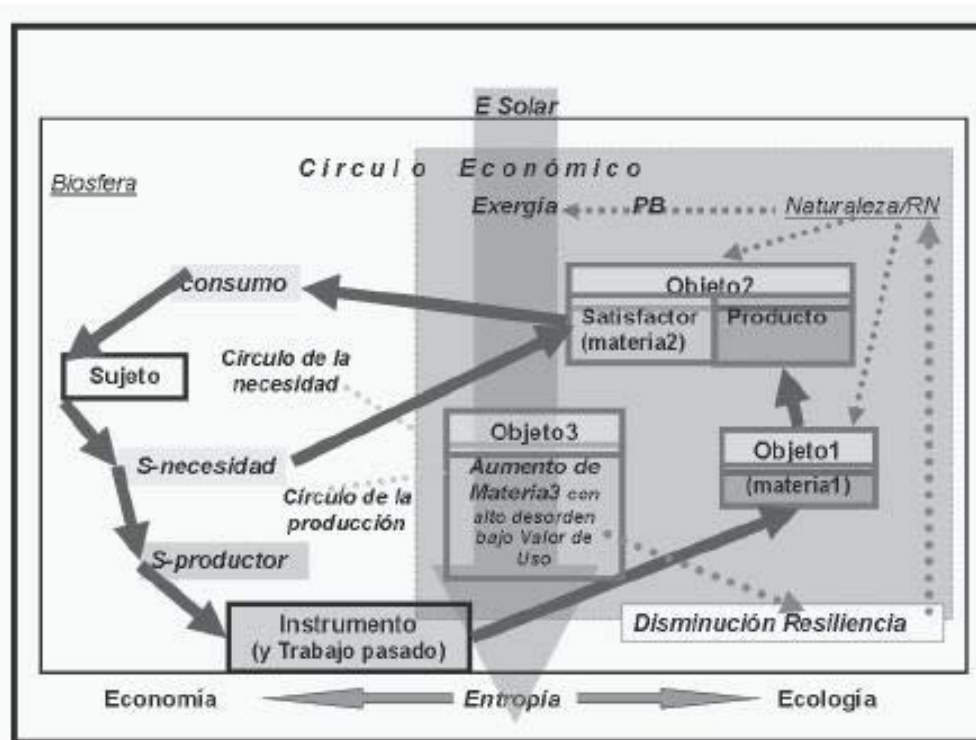 E Solar
Círculo Económico
Biosfera
Exergía
PB
Naturaleza/RN
consumo
Objeto2
Satisfactor
(materia2)
Producto
Sujeto
Círculo de la
necesidad
Objeto3
Objeto1
(materia1)
S-necesidad
Aumento de
Materia3 con
alto desorden
bajo Valor de
Uso
Círculo de la
producción
S-productor
Instrumento
(y Trabajo pasado)
Disminución Resiliencia
Economía
Entropía
Ecología